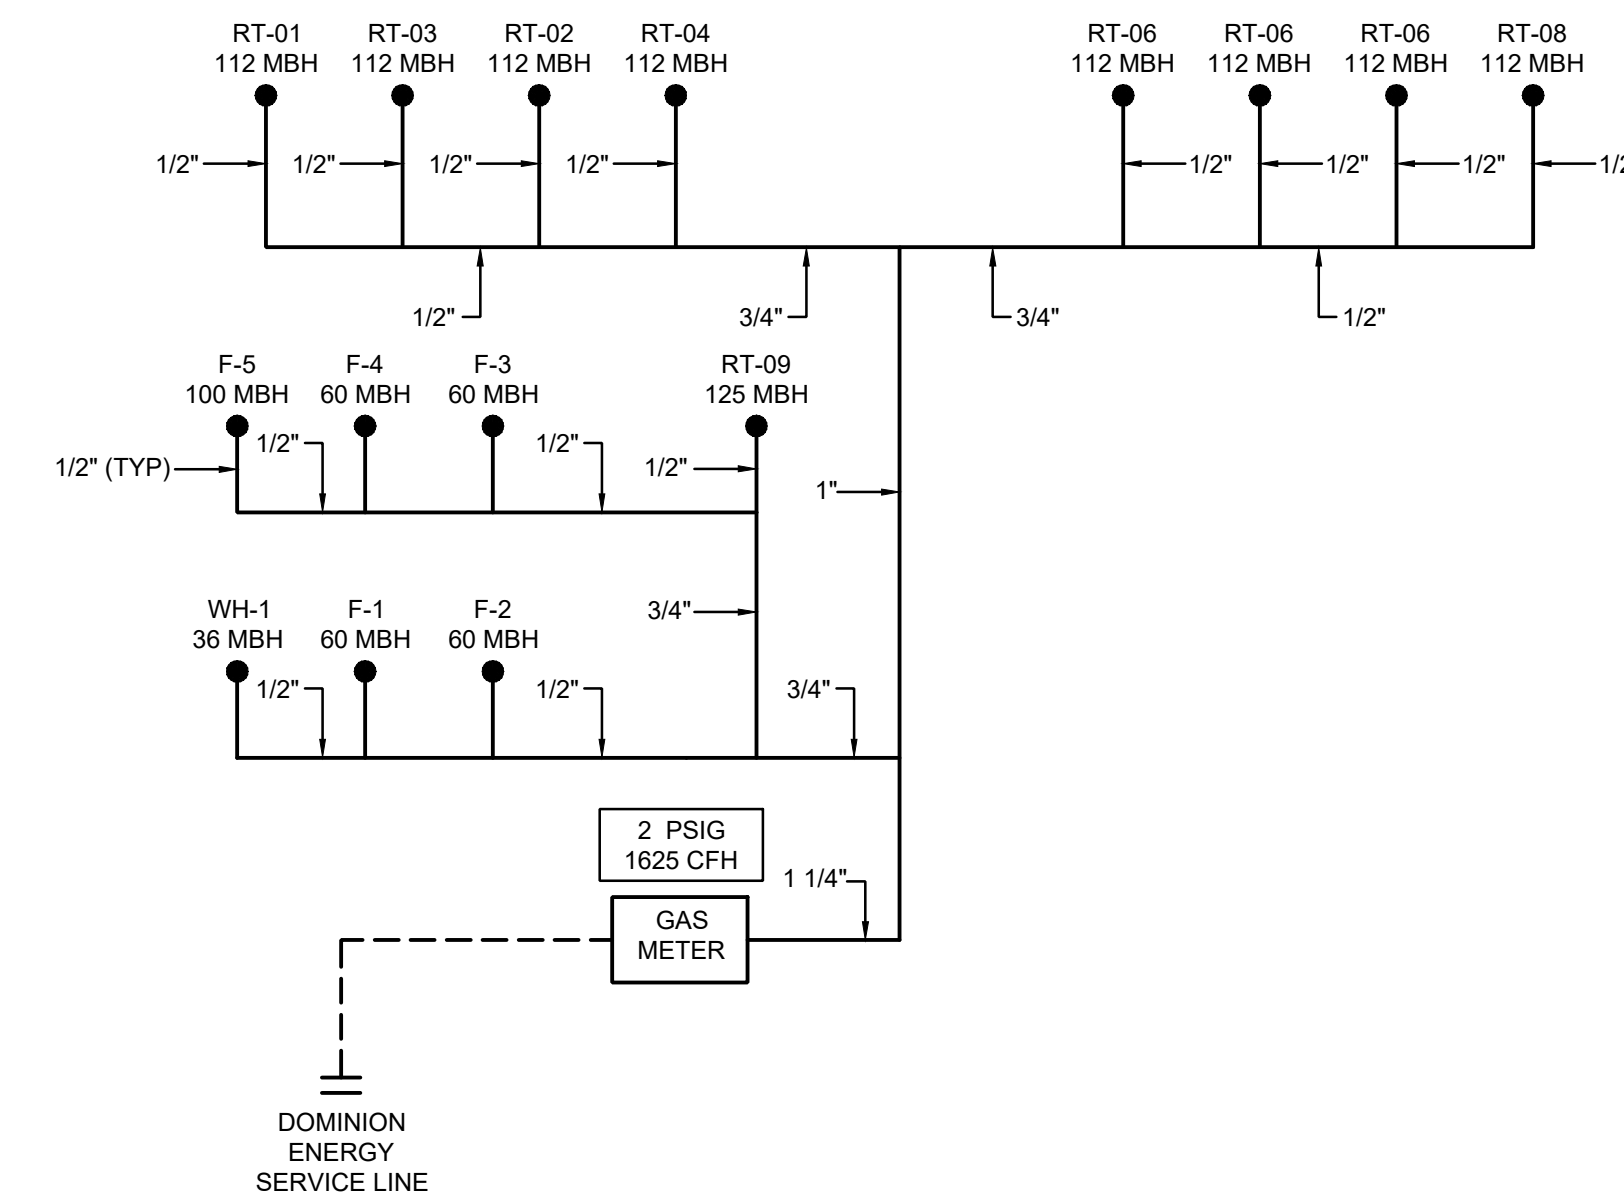 RT-01
112 MBH
RT-03
112 MBH
RT-02
112 MBH
RT-04
112 MBH
RT-06
112 MBH
RT-06
112 MBH
RT-06
112 MBH
RT-08
112 MBH
1/2"
1/2"
1/2"
1/2"
1/2"
1/2"
1/2"
1/2"
3/4"
3/4"
1/2"
F-5
100 MBH
F-4
60 MBH
F-3
60 MBH
RT-09
125 MBH
1/2" (TYP)
1/2"
1/2"
1/2"
1"
WH-1
36 MBH
F-1
60 MBH
F-2
60 MBH
3/4"
1/2"
1/2"
3/4"
2 PSIG
1625 CFH
1 1/4"
GAS
METER
DOMINION
ENERGY
SERVICE LINE